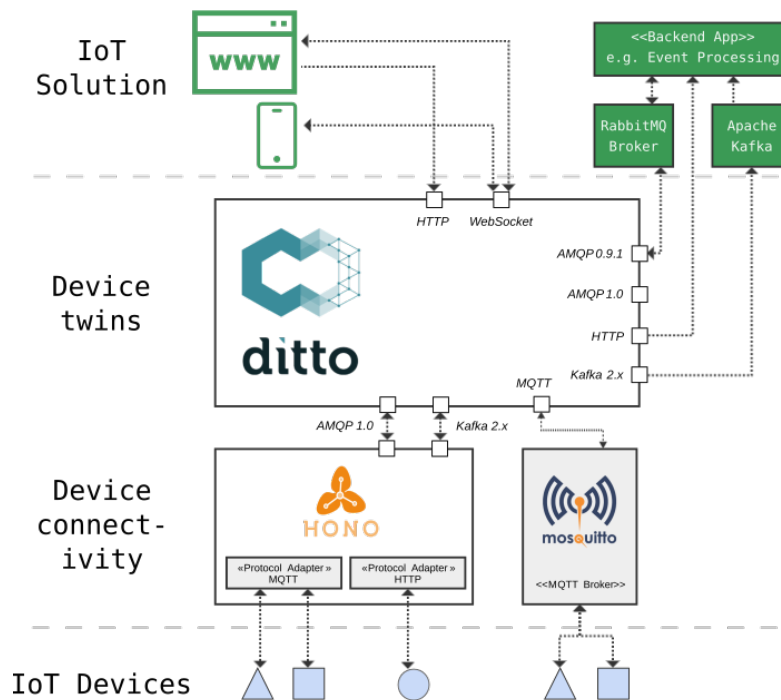 IoT
Solution
www
<<Backend App>>
e.g. Event Processing
RabbitMQ
Broker
Apache
Kafka
HTTP
WebSocket
Device
twins
ditto
AMQP 0.9.1
AMQP 1.0
HTTP
Kafka 2.x
MQTT
AMQP 1.0
Kafka 2.x
Device
connect-
ivity
HONO
«Protocol Adapter»
MQTT
«Protocol Adapter»
HTTP
mosquitto
<<MQTT Broker>>
IoT Devices